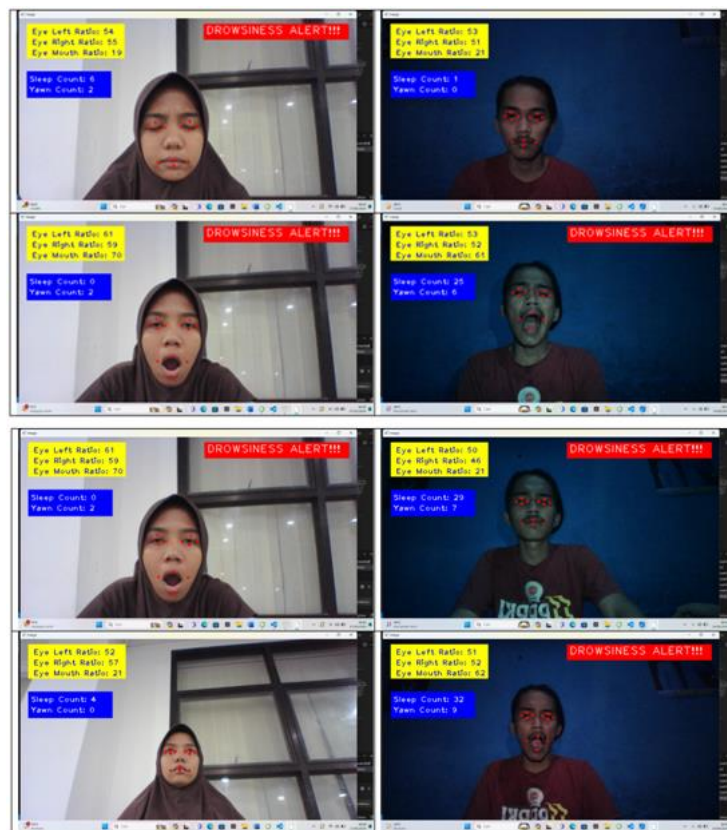 Eye Left Ratio: 54
Eye Right Ratio: 55
Eye Mouth Ratio: 19
DROWSINESS ALERT!!!
Sleep Count: 6
Yawn Count: 2
Eye Left Ratio: 53
Eye Right Ratio: 51
Eye Mouth Ratio: 21
Sleep Count: 1
Yawn Count: 0
Eye Left Ratio: 61
Eye Right Ratio: 59
Eye Mouth Ratio: 70
DROWSINESS ALERT!!!
Sleep Count: 0
Yawn Count: 2
Eye Left Ratio: 53
Eye Right Ratio: 52
Eye Mouth Ratio: 61
DROWSINESS ALERT!!!
Sleep Count: 25
Yawn Count: 6
Eye Left Ratio: 61
Eye Right Ratio: 59
Eye Mouth Ratio: 70
DROWSINESS ALERT!!!
Sleep Count: 0
Yawn Count: 2
Eye Left Ratio: 50
Eye Right Ratio: 46
Eye Mouth Ratio: 21
DROWSINESS ALERT!!!
Sleep Count: 29
Yawn Count: 7
Eye Left Ratio: 52
Eye Right Ratio: 57
Eye Mouth Ratio: 21
Sleep Count: 4
Yawn Count: 0
Eye Left Ratio: 51
Eye Right Ratio: 52
Eye Mouth Ratio: 62
DROWSINESS ALERT!!!
Sleep Count: 32
Yawn Count: 9